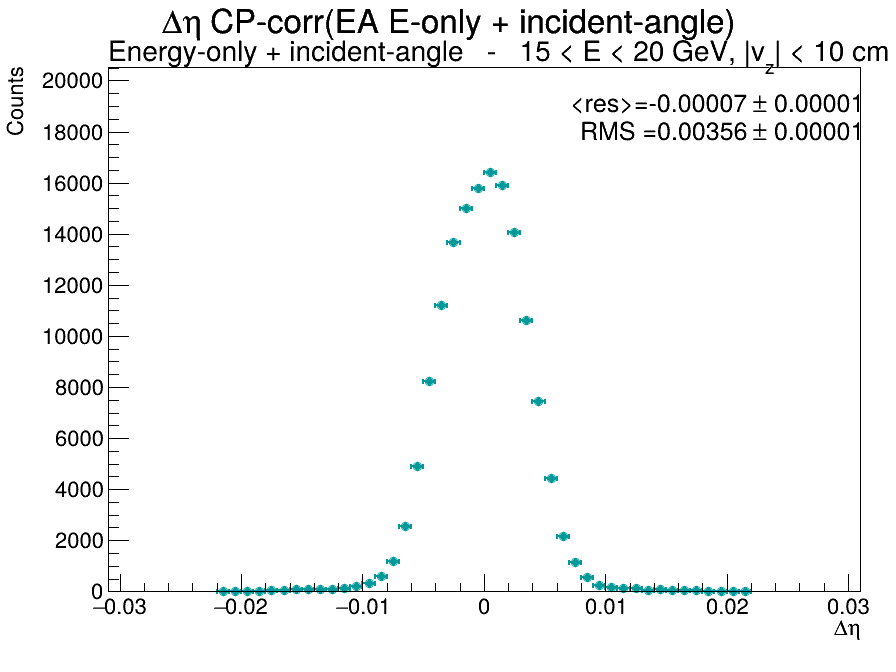 Δη CP-corr(EA E-only + incident-angle)
Energy-only + incident-angle - 15 < E < 20 GeV, |v_z| < 10 cm
Counts
<res>=-0.00007 ± 0.00001
RMS =0.00356 ± 0.00001
20000
18000
16000
14000
12000
10000
8000
6000
4000
2000
0
−0.03 −0.02 −0.01 0 0.01 0.02 0.03
Δη